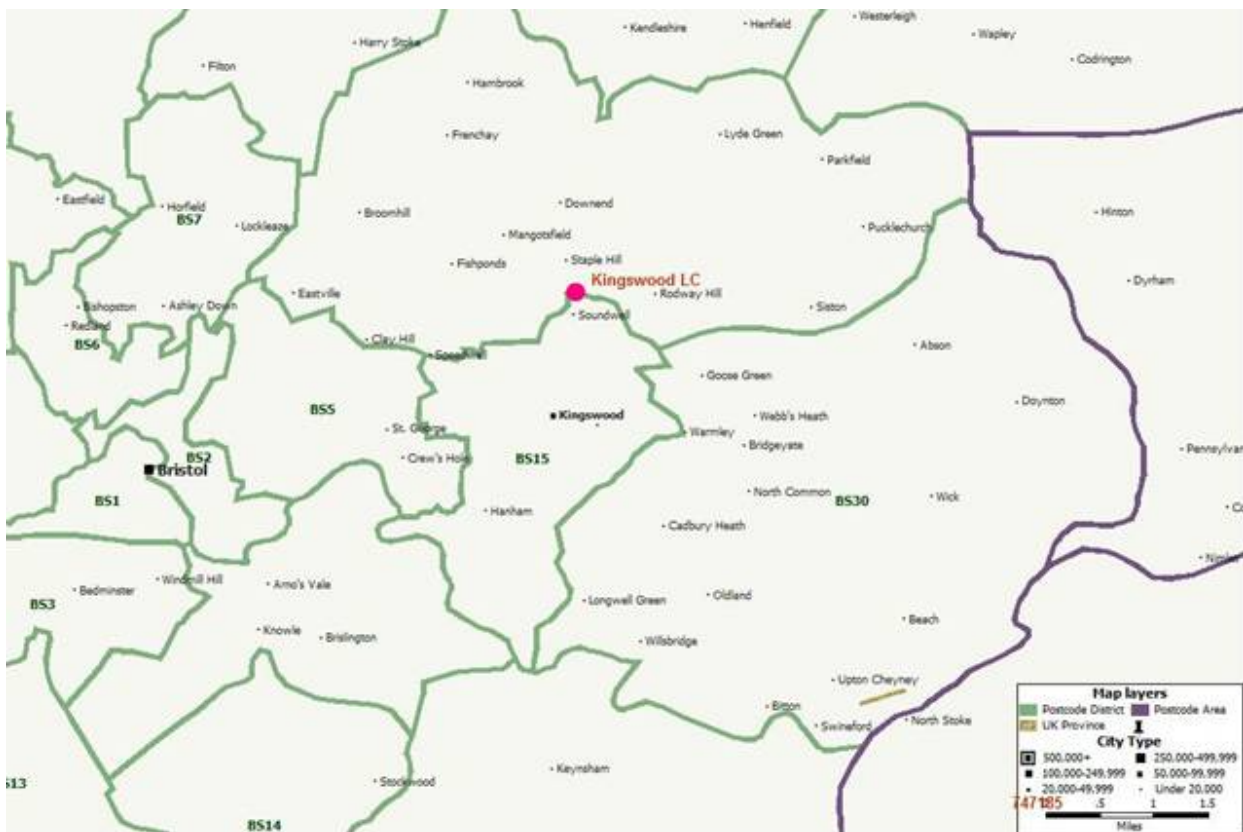 Kendleshire
Henfield
Westerleigh
Wapley
Codrington
Harry Stoke
Filton
Hambrook
Frenchay
Lyde Green
Parkfield
Eastfield
Horfield
BS7
Lockleaze
Broomhill
Downend
Mangotsfield
Pucklechurch
Hinton
Fishponds
Staple Hill
Kingswood LC
Rodway Hill
Dyrham
Bishopston
Ashley Down
Eastville
Soundwell
Siston
Redland
BS6
Clay Hill
Speedwell
Abson
Goose Green
Doynton
BS5
Kingswood
Webb's Heath
St. George
Warmley
Bridgeyate
BS2
Crew's Hole
BS15
Bristol
BS1
North Common
BS30
Wick
Hanham
Cadbury Heath
Windmill Hill
Arno's Vale
Bedminster
BS3
Longwell Green
Oldland
Beach
Knowle
Brislington
Willsbridge
Upton Cheyney
Bitton
Swineford
North Stoke
Keynsham
Stockwood
BS14
Map layers
Postcode District Postcode Area
UK Province
City Type
500,000+ 250,000-499,999
100,000-249,999 50,000-99,999
20,000-49,999 Under 20,000
747185
.5 1 1.5
Miles